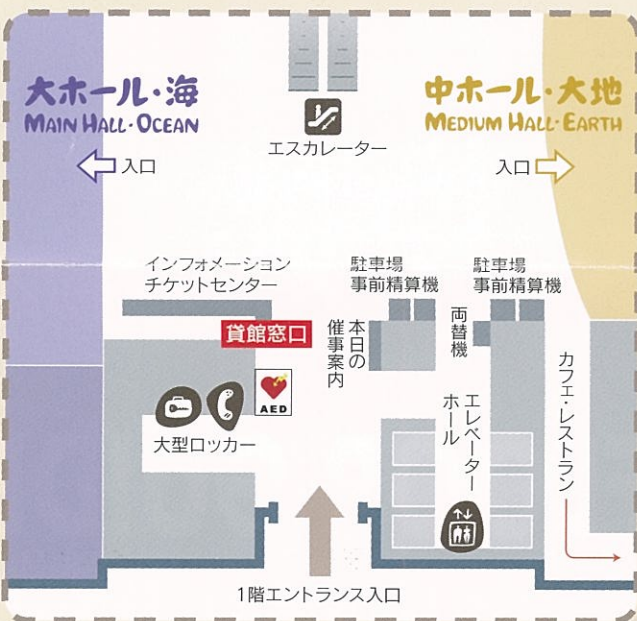 大ホール・海
MAIN HALL・OCEAN
入口
エスカレーター
中ホール・大地
MEDIUM HALL・EARTH
入口
インフォメーション
チケットセンター
貸館窓口
駐車場
事前精算機
駐車場
事前精算機
本日の
催事案内
両替機
AED
大型ロッカー
エレベーター
ホール
カフェ・レストラン
1階エントランス入口